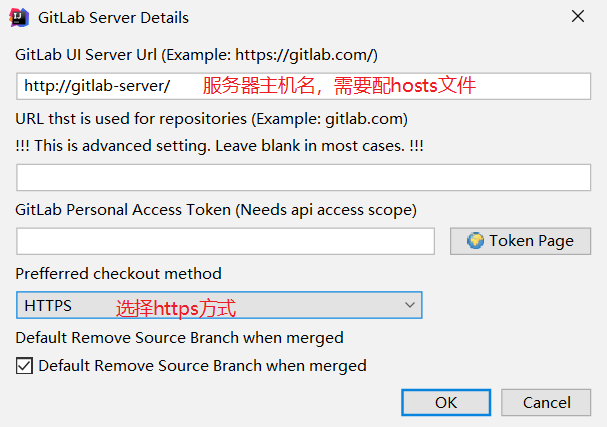 GitLab Server Details
GitLab UI Server Url (Example: https://gitlab.com/)
http://gitlab-server/ 服务器主机名，需要配hosts文件
URL thst is used for repositories (Example: gitlab.com)
!!! This is advanced setting. Leave blank in most cases. !!!
GitLab Personal Access Token (Needs api access scope)
Token Page
Preferred checkout method
HTTPS 选择https方式
Default Remove Source Branch when merged
Default Remove Source Branch when merged
OK Cancel